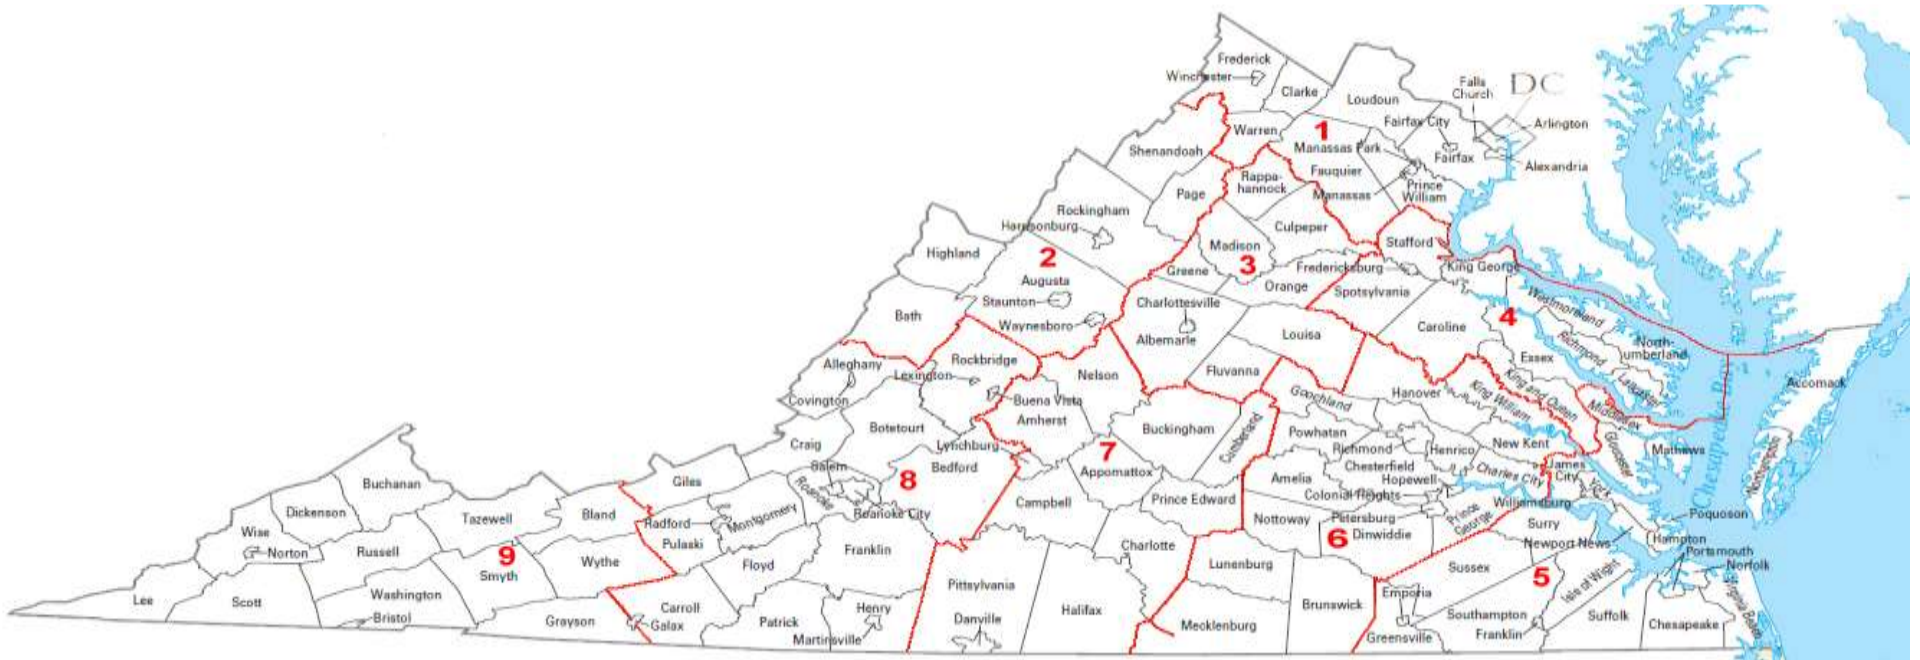 Frederick
Winchester
Clarke
Loudoun
Falls
Church
DC
Arlington
Fairfax City
Warren
1
Manassas Park
Fairfax
Alexandria
Shenandoah
Fauquier
Rappa-
hannock
Manassas
Prince
William
Page
Rockingham
Harrisonburg
Culpeper
Madison
Stafford
Highland
2
3
Greene
Fredericksburg
King George
Augusta
Orange
Spotsylvania
Staunton
Charlottesville
Westmoreland
Bath
Waynesboro
4
Caroline
Albemarle
Louisa
Richmond
North-
umberland
Rockbridge
Essex
Alleghany
Lexington
Nelson
Fluvanna
Lancaster
Accomack
Covington
Buena Vista
Goochland
Hanover
King and Queen
King William
Middlesex
Amherst
Botetourt
Buckingham
Cumberland
Powhatan
Craig
Lynchburg
Richmond
Henrico
New Kent
Gloucester
Mathews
Northampton
Chesapeake Bay
Salem
Bedford
7
Appomattox
Amelia
Chesterfield
Hopewell
Charles City
James
City
Buchanan
Giles
8
Roanoke
Campbell
Prince Edward
Colonial Heights
Williamsburg
York
Dickenson
Tazewell
Bland
Radford
Montgomery
Roanoke City
Nottoway
Petersburg
Prince
George
Poquoson
Wise
Norton
Russell
9
Wythe
Pulaski
Franklin
Charlotte
6
Dinwiddie
Surry
Newport News
Hampton
Portsmouth
Norfolk
Smyth
Floyd
Lunenburg
Sussex
5
Isle of Wight
Virginia Beach
Pittsylvania
Lee
Scott
Washington
Bristol
Grayson
Carroll
Galax
Patrick
Henry
Martinsville
Danville
Halifax
Mecklenburg
Brunswick
Emporia
Greensville
Southampton
Franklin
Suffolk
Chesapeake